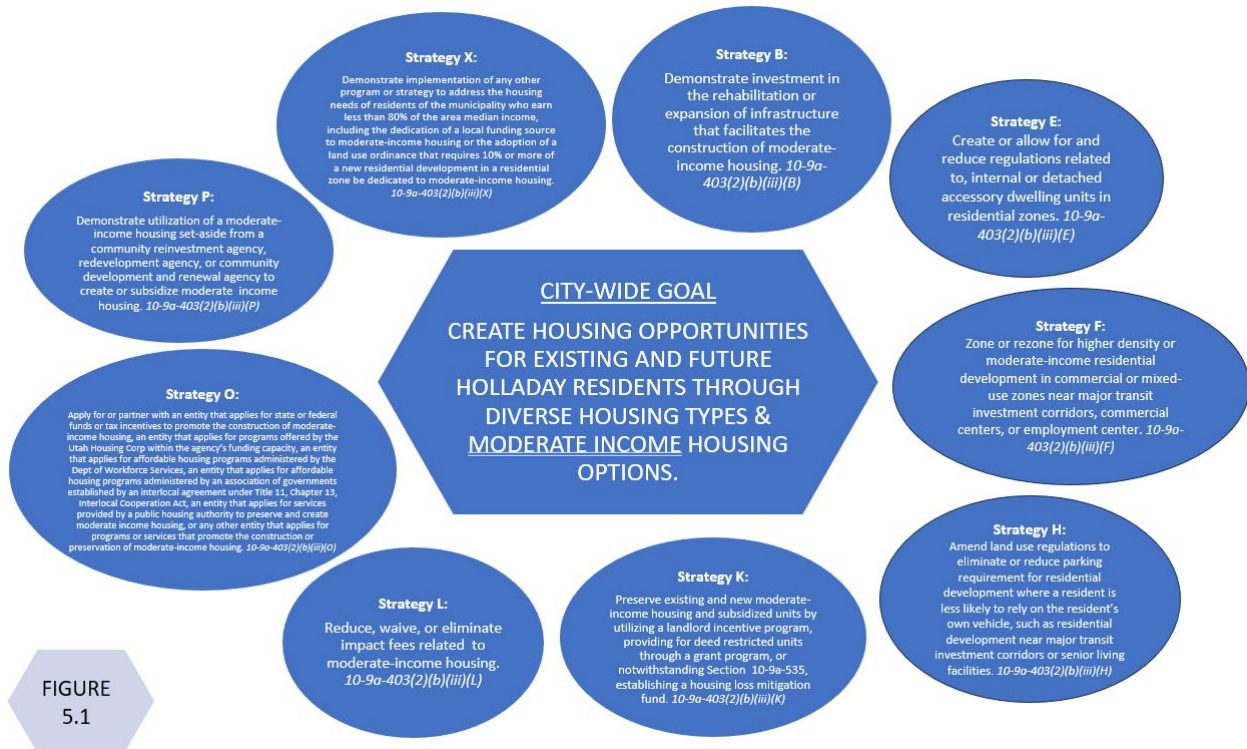 Strategy X:
Demonstrate implementation of any other
program or strategy to address the housing
needs of residents of the municipality who earn
less than 80% of the area median income,
including the dedication of a local funding source
to moderate-income housing or the adoption of a
land use ordinance that requires 10% or more of
a new residential development in a residential
zone be dedicated to moderate-income housing.
10-9a-403(2)(b)(iii)(X)
Strategy B:
Demonstrate investment in
the rehabilitation or
expansion of infrastructure
that facilitates the
construction of moderate-
income housing. 10-9a-
403(2)(b)(iii)(B)
Strategy E:
Create or allow for and
reduce regulations related
to, internal or detached
accessory dwelling units in
residential zones. 10-9a-
403(2)(b)(iii)(E)
Strategy P:
Demonstrate utilization of a moderate-
income housing set-aside from a
community reinvestment agency,
redevelopment agency, or community
development and renewal agency to
create or subsidize moderate income
housing. 10-9a-403(2)(b)(iii)(P)
CITY-WIDE GOAL
CREATE HOUSING OPPORTUNITIES
FOR EXISTING AND FUTURE
HOLLADAY RESIDENTS THROUGH
DIVERSE HOUSING TYPES &
MODERATE INCOME HOUSING
OPTIONS.
Strategy F:
Zone or rezone for higher density or
moderate-income residential
development in commercial or mixed-
use zones near major transit
investment corridors, commercial
centers, or employment center. 10-9a-
403(2)(b)(iii)(F)
Strategy O:
Apply for or partner with an entity that applies for state or federal
funds or tax incentives to promote the construction of moderate-
income housing, an entity that applies for programs offered by the
Utah Housing Corp within the agency's funding capacity, an entity
that applies for affordable housing programs administered by the
Dept of Workforce Services, an entity that applies for affordable
housing programs administered by an association of governments
established by an interlocal agreement under Title 11, Chapter 13,
Interlocal Cooperation Act, an entity that applies for services
provided by a public housing authority to preserve and create
moderate income housing, or any other entity that applies for
programs or services that promote the construction or
preservation of moderate-income housing. 10-9a-403(2)(b)(iii)(O)
Strategy H:
Amend land use regulations to
eliminate or reduce parking
requirement for residential
development where a resident is
less likely to rely on the resident's
own vehicle, such as residential
development near major transit
investment corridors or senior living
facilities. 10-9a-403(2)(b)(iii)(H)
Strategy L:
Reduce, waive, or eliminate
impact fees related to
moderate-income housing.
10-9a-403(2)(b)(iii)(L)
Strategy K:
Preserve existing and new moderate-
income housing and subsidized units by
utilizing a landlord incentive program,
providing for deed restricted units
through a grant program, or
notwithstanding Section 10-9a-535,
establishing a housing loss mitigation
fund. 10-9a-403(2)(b)(iii)(K)
FIGURE
5.1